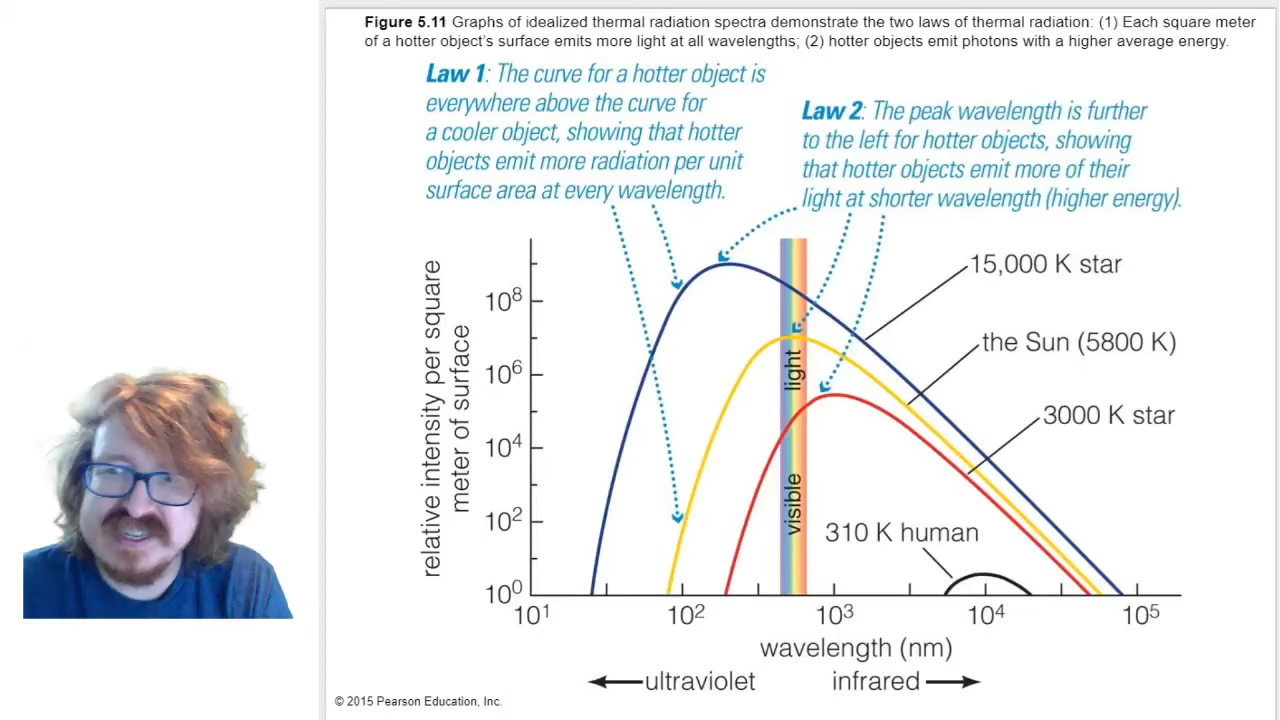 Figure 5.11 Graphs of idealized thermal radiation spectra demonstrate the two laws of thermal radiation: (1) Each square meter
of a hotter object's surface emits more light at all wavelengths; (2) hotter objects emit photons with a higher average energy.
Law 1: The curve for a hotter object is
everywhere above the curve for
a cooler object, showing that hotter
objects emit more radiation per unit
surface area at every wavelength.
Law 2: The peak wavelength is further
to the left for hotter objects, showing
that hotter objects emit more of their
light at shorter wavelength (higher energy).
relative intensity per square
meter of surface
10⁸
10⁶
10⁴
10²
10⁰
15,000 K star
the Sun (5800 K)
3000 K star
310 K human
visible light
10¹
10²
10³
10⁴
10⁵
wavelength (nm)
ultraviolet
infrared
© 2015 Pearson Education, Inc.